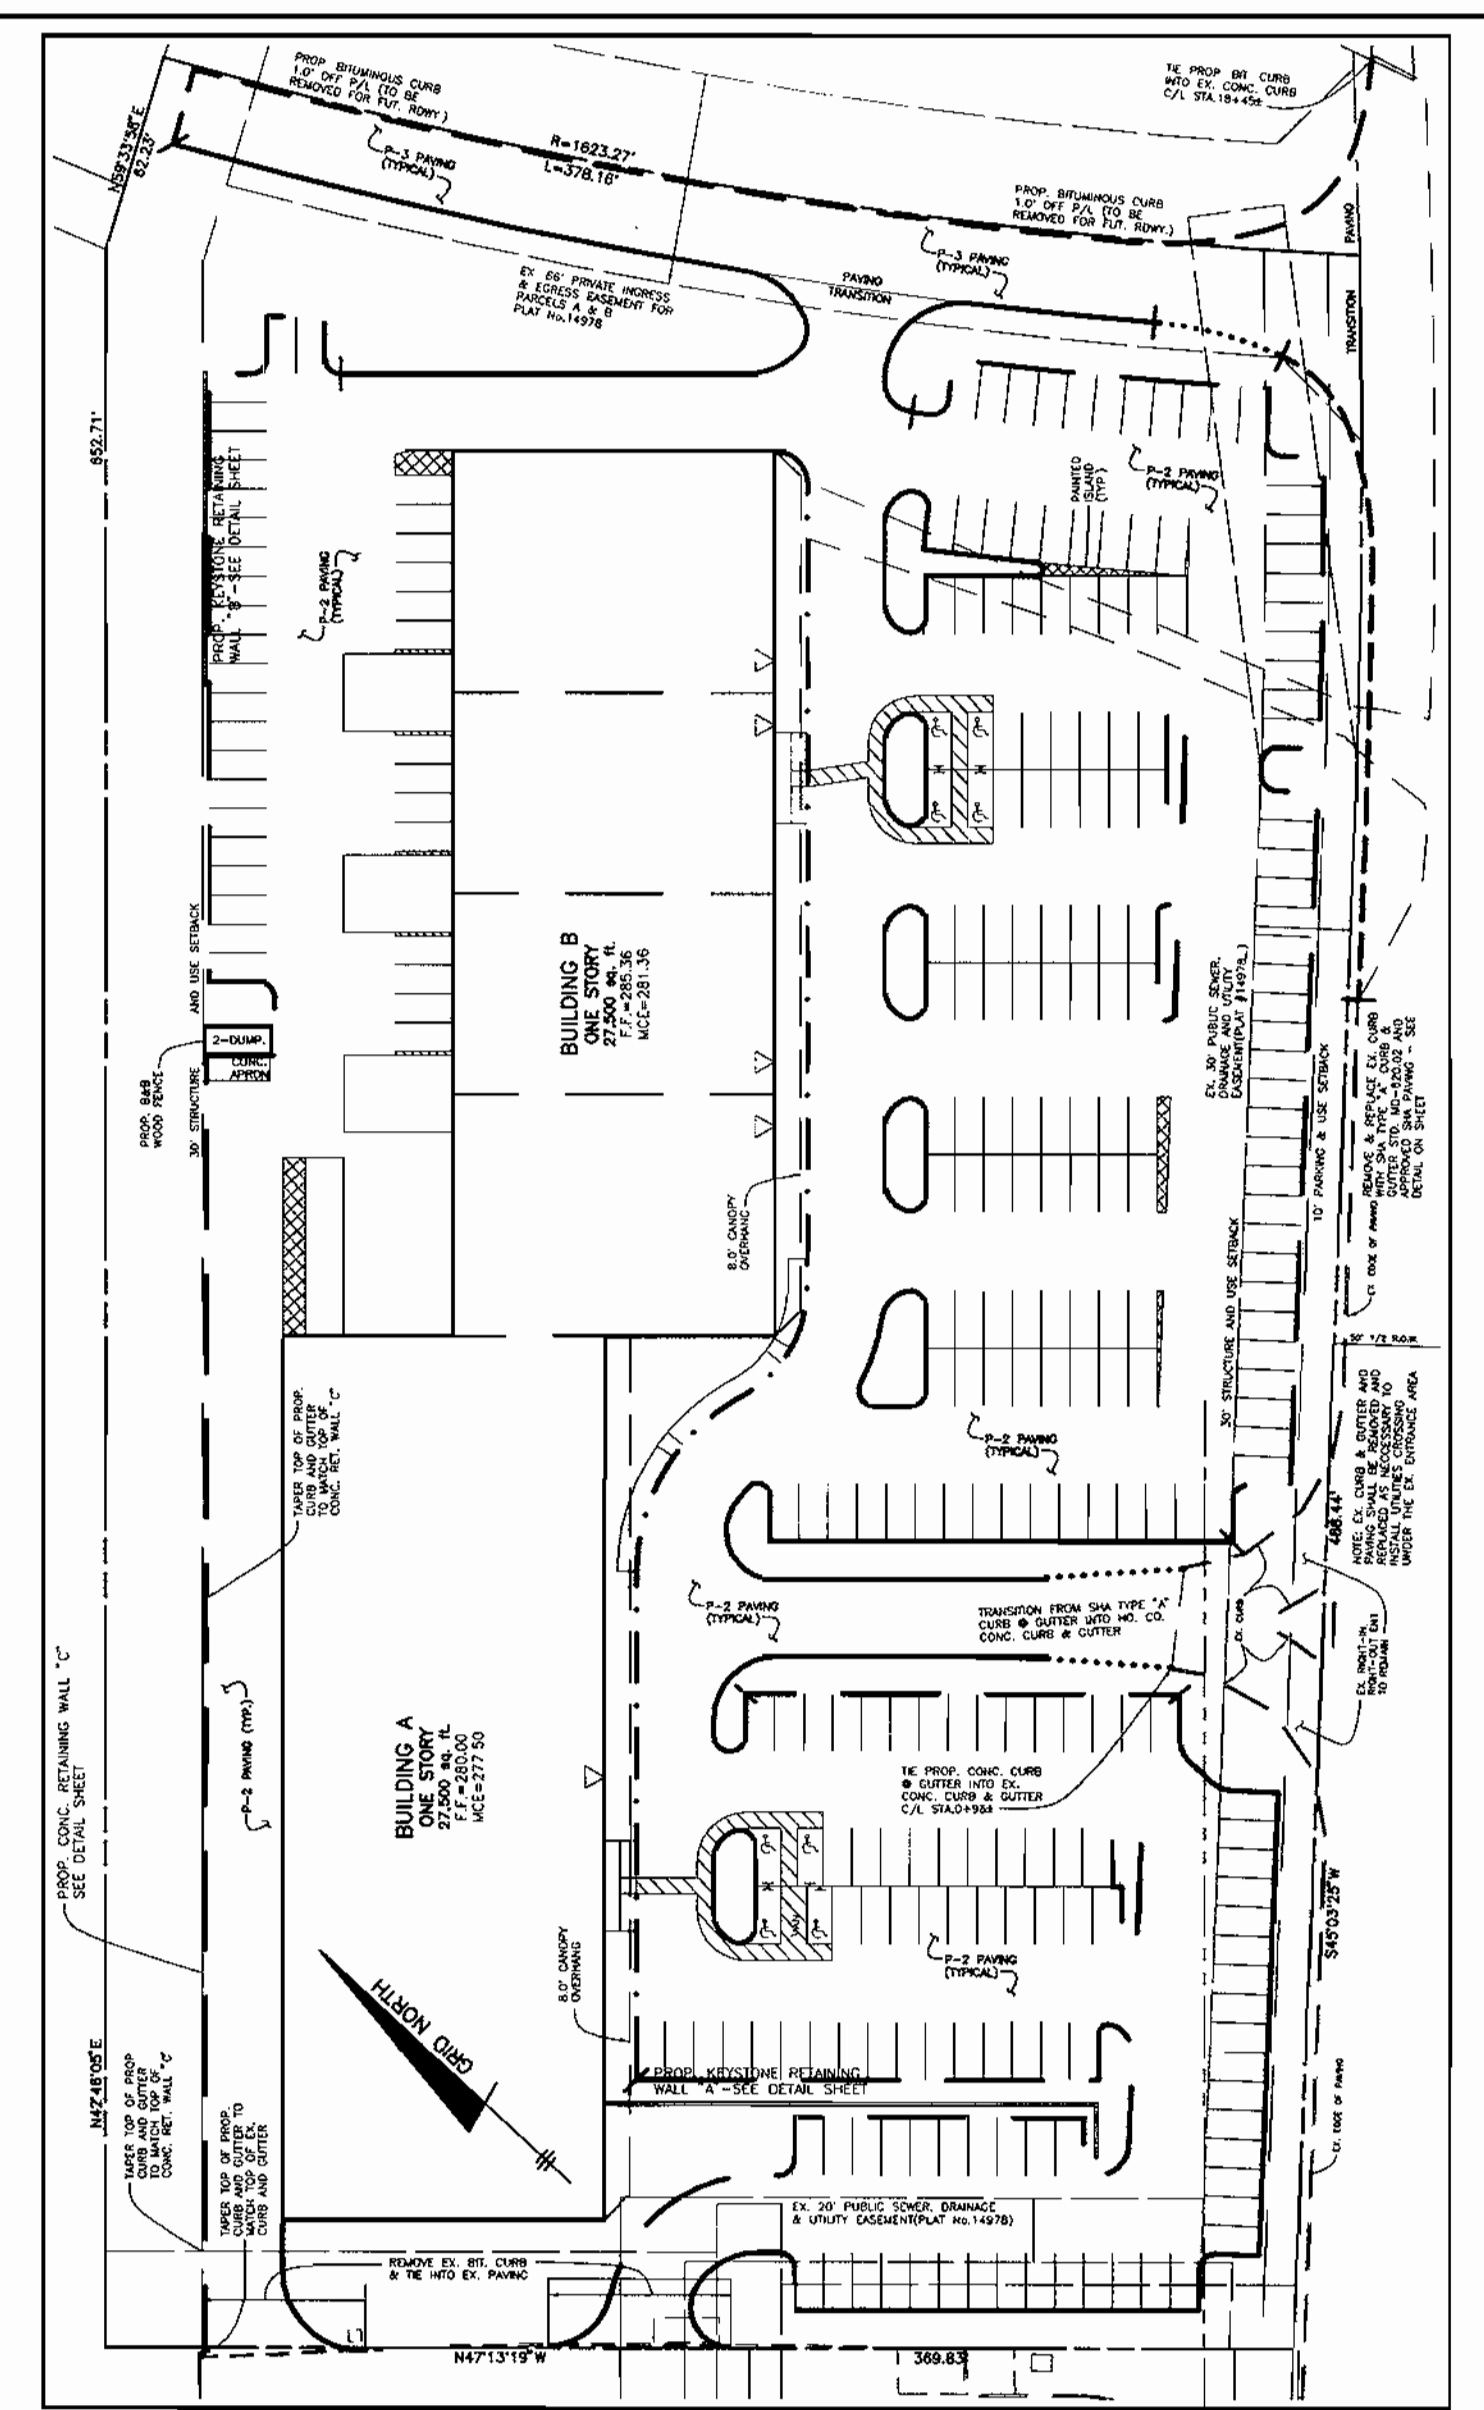 PROP BITUMINOUS CURB
1.0' OFF P/L (TO BE
REMOVED FOR FUT. RDWY.)
TIE PROP BIT CURB
INTO EX. CONC. CURB
C/L STA.18+45±
N59°33'58"E
62.23'
P-3 PAVING
(TYPICAL)
R=1623.27'
L=378.16'
PROP. BITUMINOUS CURB
1.0' OFF P/L (TO BE
REMOVED FOR FUT. RDWY.)
P-3 PAVING
(TYPICAL)
PAVING
TRANSITION
PAVING
TRANSITION
EX 66' PRIVATE INGRESS
& EGRESS EASEMENT FOR
PARCELS A & B
PLAT No.14978
652.71'
PROP. KEYSTONE RETAINING
WALL "B"-SEE DETAIL SHEET
P-2 PAVING
(TYPICAL)
PAINTED
ISLAND
(TYP)
P-2 PAVING
(TYPICAL)
BUILDING B
ONE STORY
27,500 sq. ft.
F.F.=285.36
MCE=281.36
30' STRUCTURE AND USE SETBACK
2-DUMP.
CONC.
APRON
PROP. B&B
WOOD FENCE
8.0' CANOPY
OVERHANG
EX. 30' PUBLIC SEWER,
DRAINAGE AND UTILITY
EASEMENT(PLAT #14978_)
10' PARKING & USE SETBACK
REMOVE & REPLACE EX. CURB
WITH SHA TYPE "A" CURB &
GUTTER STD. MD-620.02 AND
APPROVED SHA PAVING - SEE
DETAIL ON SHEET
EX EDGE OF PAVING
50' 1/2 R.O.W.
30' STRUCTURE AND USE SETBACK
TAPER TOP OF PROP.
CURB AND GUTTER
TO MATCH TOP OF
CONC. RET. WALL "C"
P-2 PAVING
(TYPICAL)
486.44'
NOTE: EX. CURB & GUTTER AND
PAVING SHALL BE REMOVED AND
REPLACED AS NECCESSARY TO
INSTALL UTILITIES CROSSING
UNDER THE EX. ENTRANCE AREA
P-2 PAVING
(TYPICAL)
TRANSITION FROM SHA TYPE "A"
CURB @ GUTTER INTO MO. CO.
CONC. CURB & GUTTER
EX. CURB
EX RIGHT-IN
RIGHT-OUT ENT
TO REMAIN
PROP. CONC. RETAINING WALL "C"
SEE DETAIL SHEET
P-2 PAVING (TYP.)
BUILDING A
ONE STORY
27,500 sq. ft.
F.F.=280.00
MCE=277.50
TIE PROP. CONC. CURB
@ GUTTER INTO EX.
CONC. CURB & GUTTER
C/L STA.0+98±
S45°03'25"W
8.0' CANOPY
OVERHANG
P-2 PAVING
(TYPICAL)
GRID NORTH
PROP. KEYSTONE RETAINING
WALL "A"-SEE DETAIL SHEET
N42°46'05"E
TAPER TOP OF PROP
CURB AND GUTTER
TO MATCH TOP OF
CONC. RET. WALL "C"
TAPER TOP OF PROP.
CURB AND GUTTER TO
MATCH TOP OF EX.
CURB AND GUTTER
EX. EDGE OF PAVING
EX. 20' PUBLIC SEWER, DRAINAGE
& UTILITY EASEMENT(PLAT No.14978)
REMOVE EX. BIT. CURB
& TIE INTO EX. PAVING
N47°13'19"W
369.83'